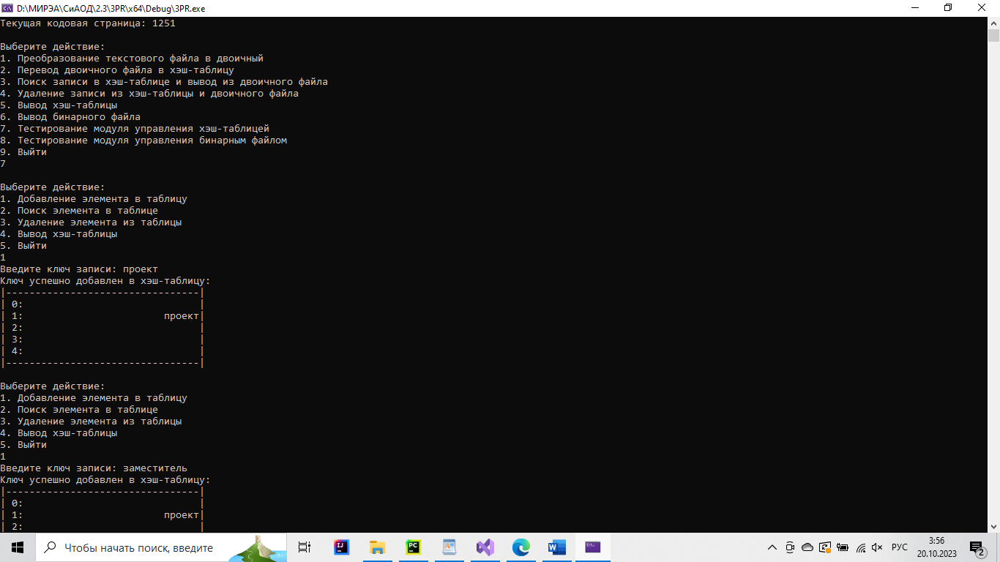 D:\МИРЭА\СиАОД\2.3\3PR\x64\Debug\3PR.exe
Текущая кодовая страница: 1251
Выберите действие:
1. Преобразование текстового файла в двоичный
2. Перевод двоичного файла в хэш-таблицу
3. Поиск записи в хэш-таблице и вывод из двоичного файла
4. Удаление записи из хэш-таблицы и двоичного файла
5. Вывод хэш-таблицы
6. Вывод бинарного файла
7. Тестирование модуля управления хэш-таблицей
8. Тестирование модуля управления бинарным файлом
9. Выйти
7
Выберите действие:
1. Добавление элемента в таблицу
2. Поиск элемента в таблице
3. Удаление элемента из таблицы
4. Вывод хэш-таблицы
5. Выйти
1
Введите ключ записи: проект
Ключ успешно добавлен в хэш-таблицу:
|---------------------------------|
| 0:                              |
| 1:                        проект|
| 2:                              |
| 3:                              |
| 4:                              |
|---------------------------------|
Выберите действие:
1. Добавление элемента в таблицу
2. Поиск элемента в таблице
3. Удаление элемента из таблицы
4. Вывод хэш-таблицы
5. Выйти
1
Введите ключ записи: заместитель
Ключ успешно добавлен в хэш-таблицу:
|---------------------------------|
| 0:                              |
| 1:                        проект|
| 2:                              |
Чтобы начать поиск, введите
РУС
3:56
20.10.2023
2